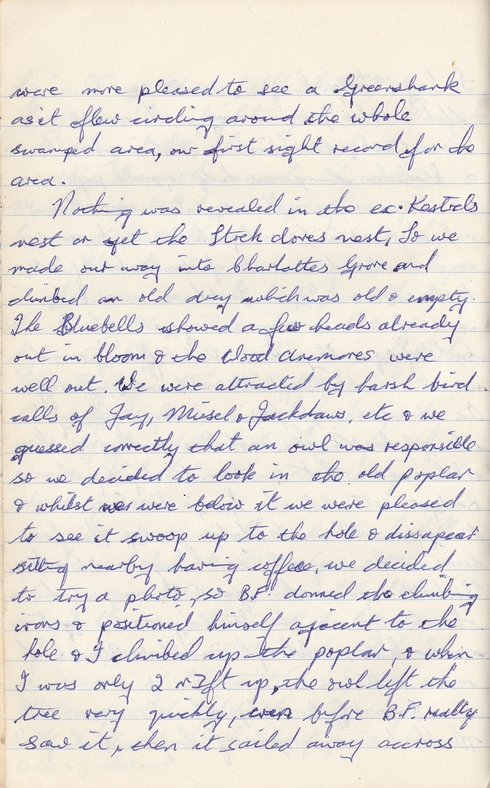 were more pleased to see a Greenshank
as it flew circling around the whole
swamped area, our first sight record for the
area.
Nothing was revealed in the ex. Kestrels
nest or yet the Stock doves nest, So we
made our way into Charlottes Grove and
climbed an old drey which was old & empty.
The Bluebells showed a few heads already
out in bloom & the Wood anemores were
well out. We were attracted by harsh bird
calls of Jay, Missel & Jackdaws, etc & we
guessed correctly that an owl was responsible
so we decided to look in the old poplar
& whilst were below it we were pleased
to see it swoop up to the hole & dissapear
sitting nearby having coffee, we decided
to try a photo, so B.F. donned the climbing
irons & positioned himself ajacent to the
hole & I climbed up the poplar, & when
I was only 2 or 3ft up, the owl left the
tree very quickly, even before B.F. really
saw it, then it sailed away accross